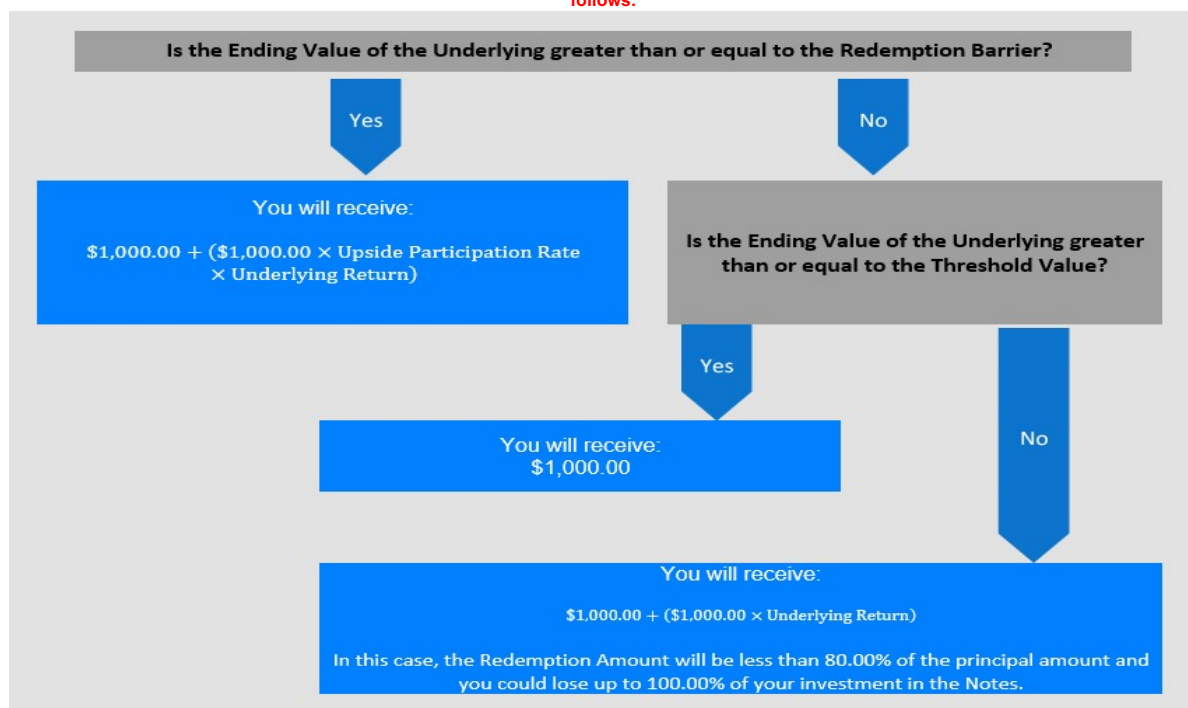 follows:
Is the Ending Value of the Underlying greater than or equal to the Redemption Barrier?
Yes
No
You will receive:
$1,000.00 + ($1,000.00 × Upside Participation Rate
× Underlying Return)
Is the Ending Value of the Underlying greater
than or equal to the Threshold Value?
Yes
No
You will receive:
$1,000.00
You will receive:
$1,000.00 + ($1,000.00 × Underlying Return)
In this case, the Redemption Amount will be less than 80.00% of the principal amount and
you could lose up to 100.00% of your investment in the Notes.